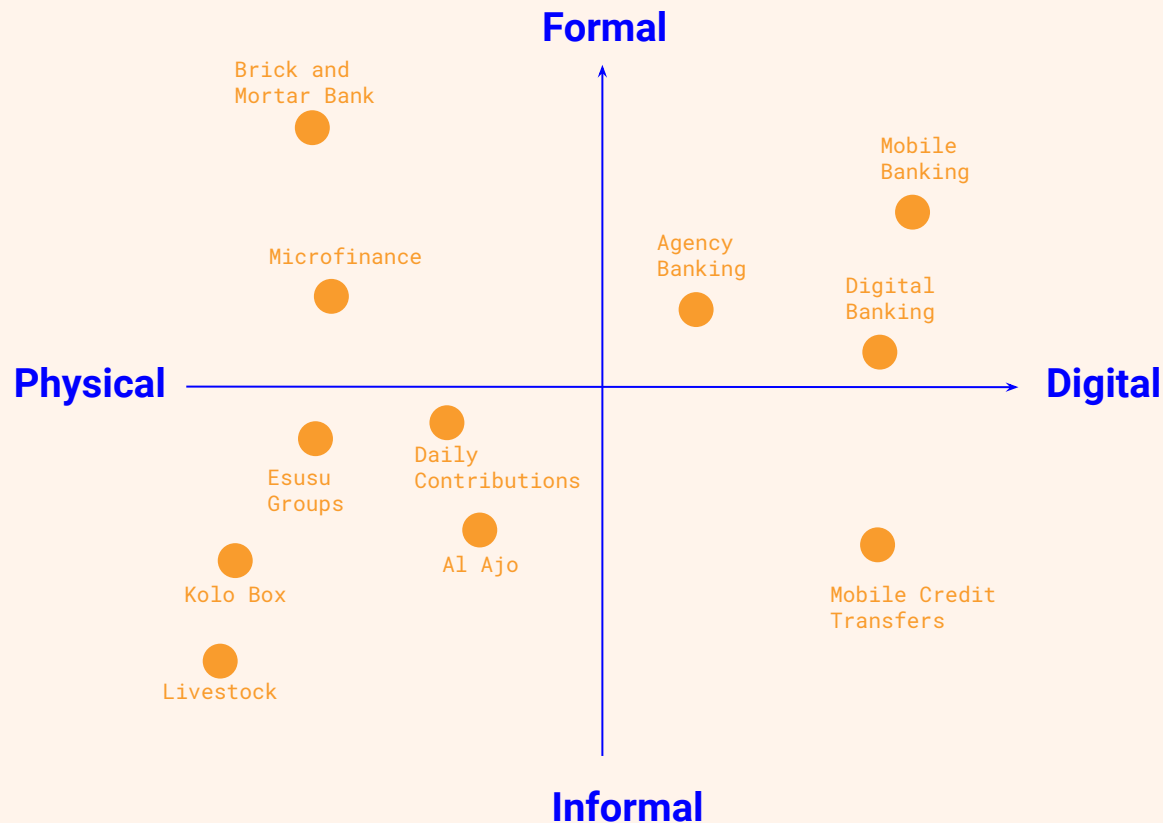 Formal
Brick and
Mortar Bank
Mobile
Banking
Agency
Banking
Microfinance
Digital
Banking
Physical
Digital
Daily
Contributions
Esusu
Groups
Al Ajo
Kolo Box
Mobile Credit
Transfers
Livestock
Informal